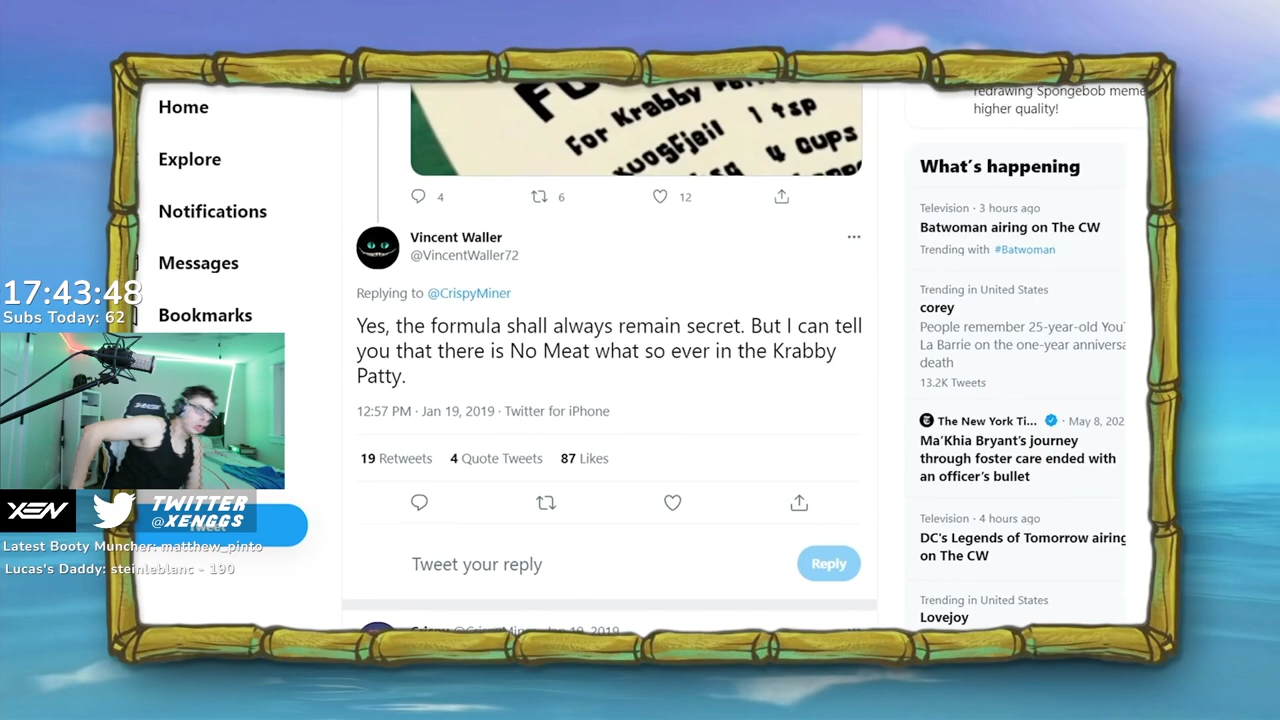 Home
Explore
Notifications
Messages
Bookmarks
17:43:48
Subs Today: 62
XEN
TWITTER
@XENGGS
Tweet
Latest Booty Muncher: matthew_pinto
Lucas's Daddy: steinleblanc - 190
For Krabby
1 tsp
4 Cups
4
6
12
Vincent Waller
@VincentWaller72
Replying to @CrispyMiner
Yes, the formula shall always remain secret. But I can tell
you that there is No Meat what so ever in the Krabby
Patty.
12:57 PM · Jan 19, 2019 · Twitter for iPhone
19 Retweets 4 Quote Tweets 87 Likes
Tweet your reply
Reply
redrawing Spongebob meme
higher quality!
What's happening
Television · 3 hours ago
Batwoman airing on The CW
Trending with #Batwoman
Trending in United States
corey
People remember 25-year-old
La Barrie on the one-year
death
13.2K Tweets
The New York Ti... · May 8,
Ma'Khia Bryant's journey
through foster care ended with
an officer's bullet
Television · 4 hours ago
DC's Legends of Tomorrow airing
on The CW
Trending in United States
Lovejoy